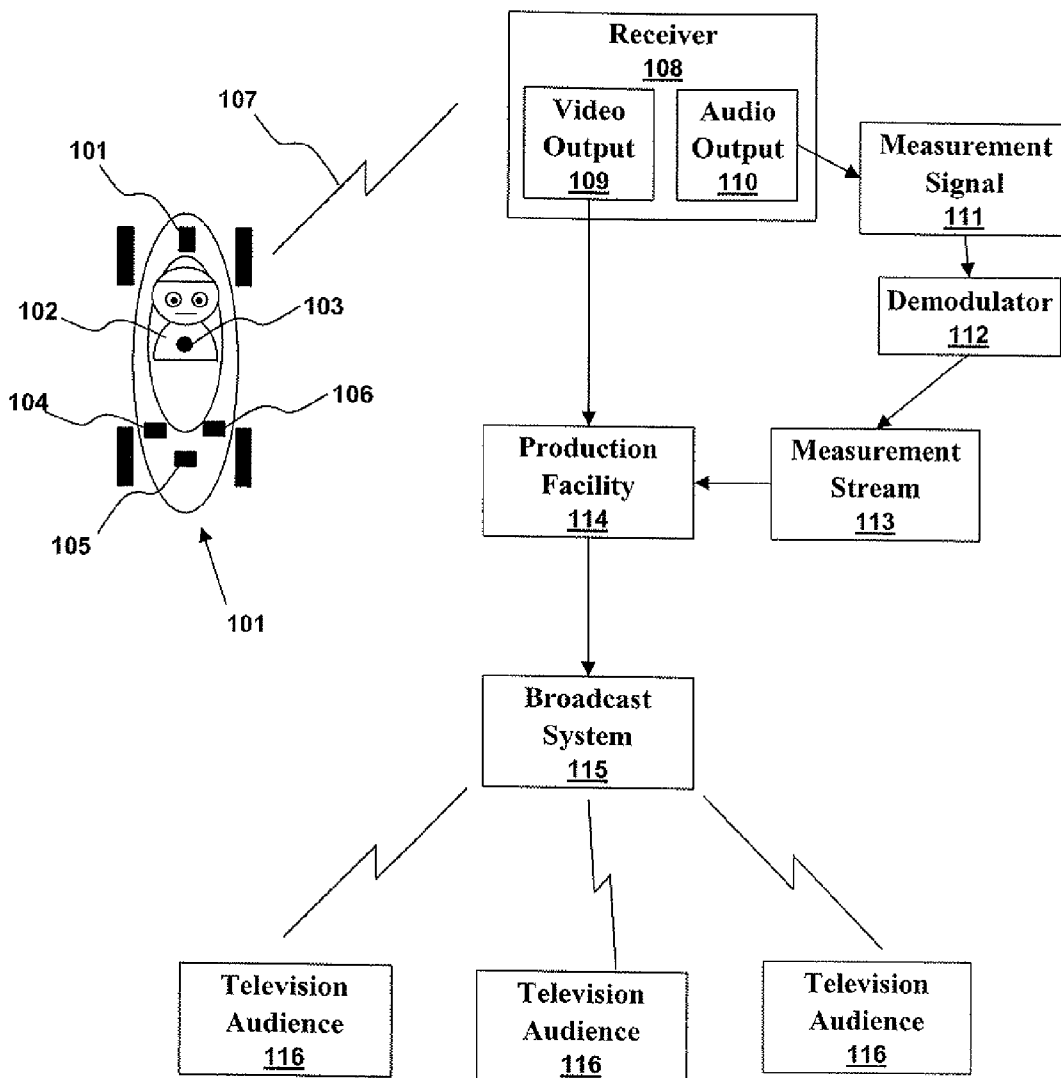 Receiver
108
Video
Output
109
Audio
Output
110
Measurement
Signal
111
Demodulator
112
Measurement
Stream
113
Production
Facility
114
Broadcast
System
115
Television
Audience
116
Television
Audience
116
Television
Audience
116
107
101
102
103
104
106
105
101